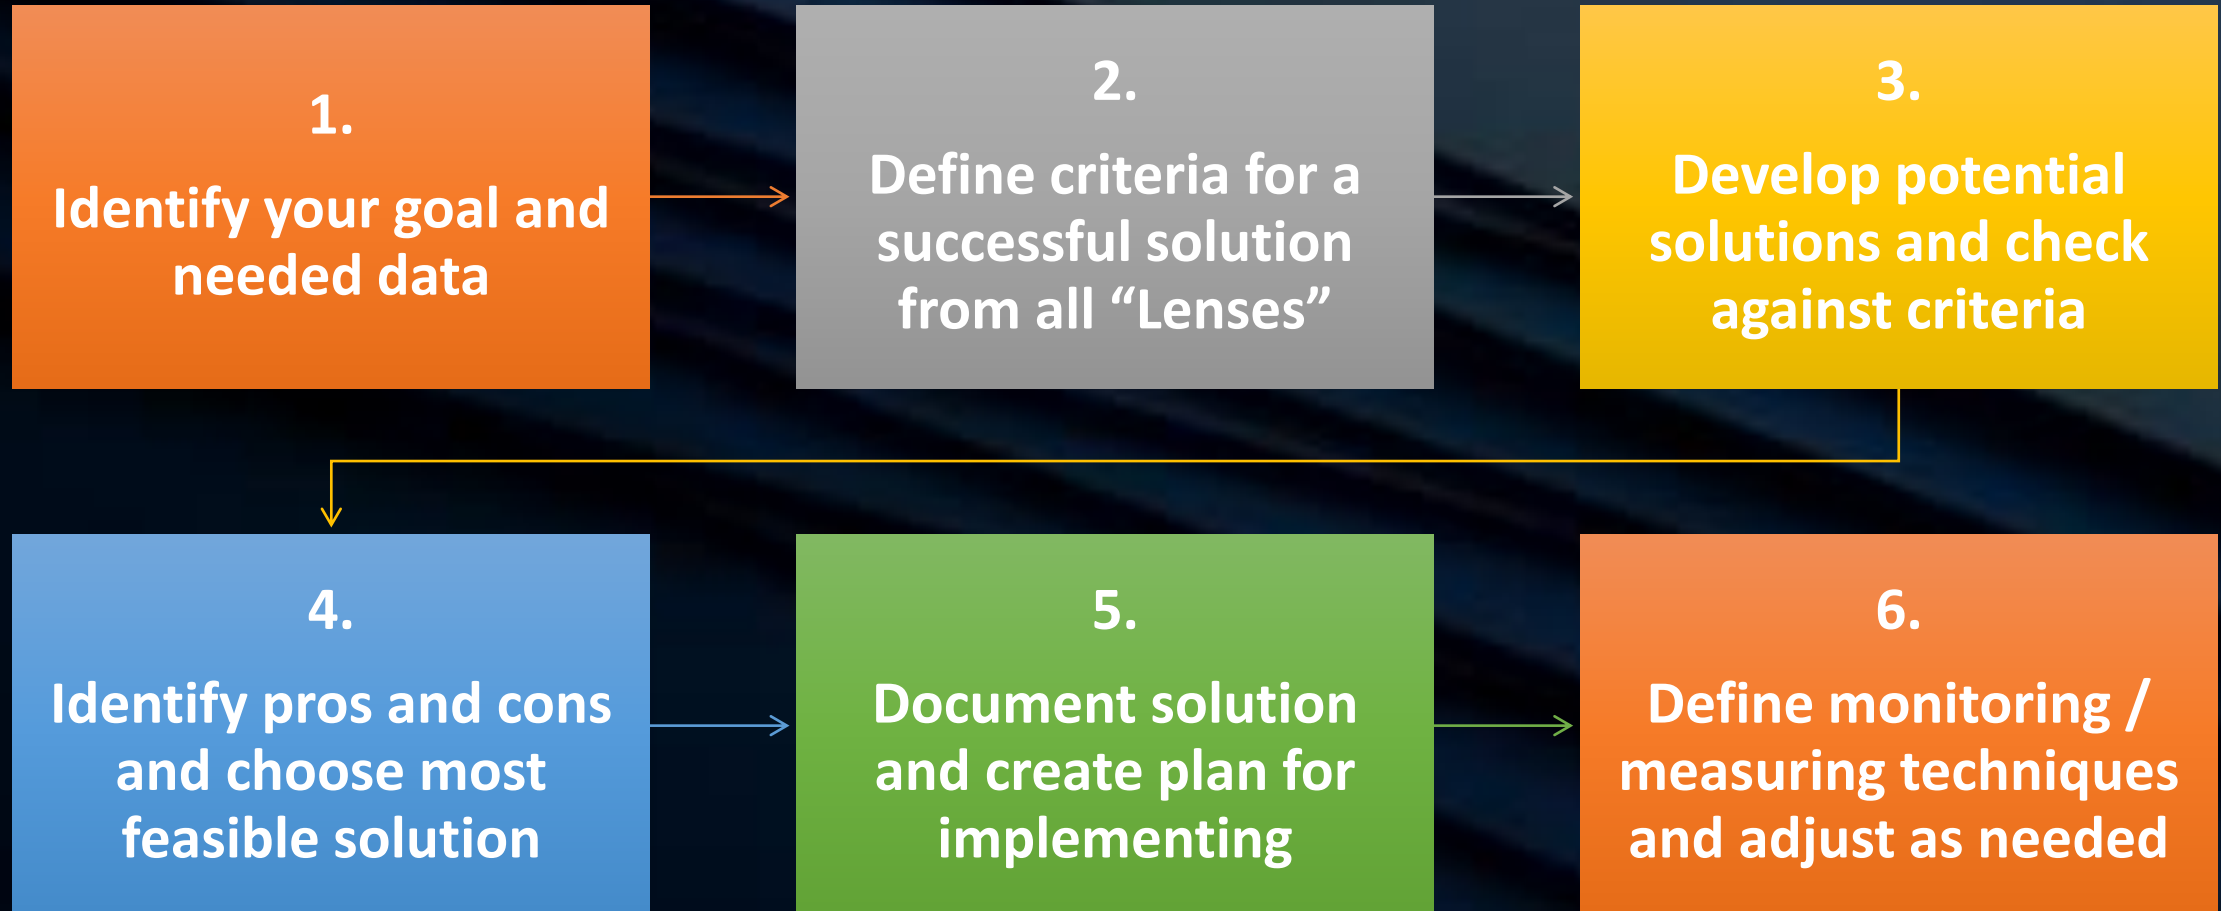 1.
Identify your goal and
needed data
2.
Define criteria for a
successful solution
from all “Lenses”
3.
Develop potential
solutions and check
against criteria
4.
Identify pros and cons
and choose most
feasible solution
5.
Document solution
and create plan for
implementing
6.
Define monitoring /
measuring techniques
and adjust as needed